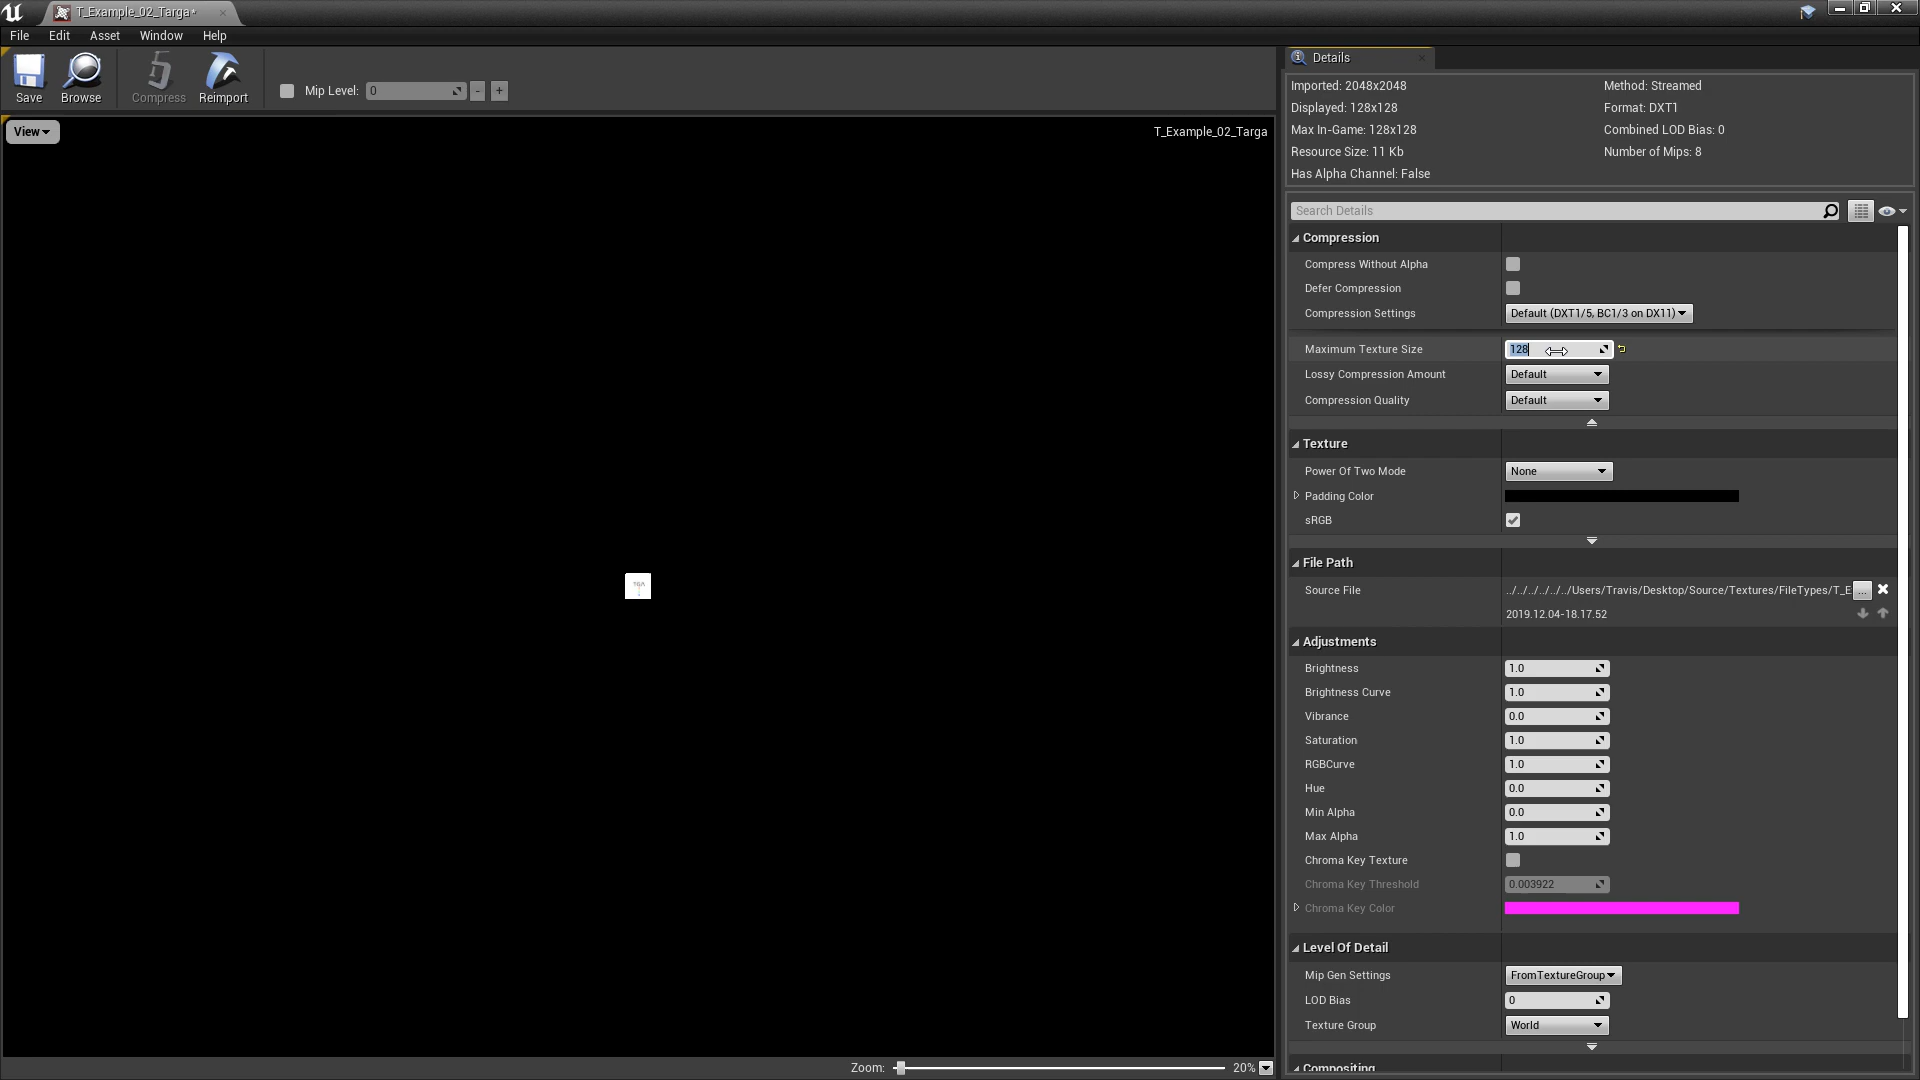 T_Example_02_Targa*
File Edit Asset Window Help
Save Browse Compress Reimport Mip Level: 0 - +
View T_Example_02_Targa
Zoom: 20%
Details
Imported: 2048x2048 Method: Streamed
Displayed: 128x128 Format: DXT1
Max In-Game: 128x128 Combined LOD Bias: 0
Resource Size: 11 Kb Number of Mips: 8
Has Alpha Channel: False
Search Details
Compression
Compress Without Alpha
Defer Compression
Compression Settings Default (DXT1/5, BC1/3 on DX11)
Maximum Texture Size 128
Lossy Compression Amount Default
Compression Quality Default
Texture
Power Of Two Mode None
Padding Color
sRGB
File Path
Source File ../../../../../../Users/Travis/Desktop/Source/Textures/FileTypes/T_E ...
2019.12.04-18.17.52
Adjustments
Brightness 1.0
Brightness Curve 1.0
Vibrance 0.0
Saturation 1.0
RGBCurve 1.0
Hue 0.0
Min Alpha 0.0
Max Alpha 1.0
Chroma Key Texture
Chroma Key Threshold 0.003922
Chroma Key Color
Level Of Detail
Mip Gen Settings FromTextureGroup
LOD Bias 0
Texture Group World
Compositing